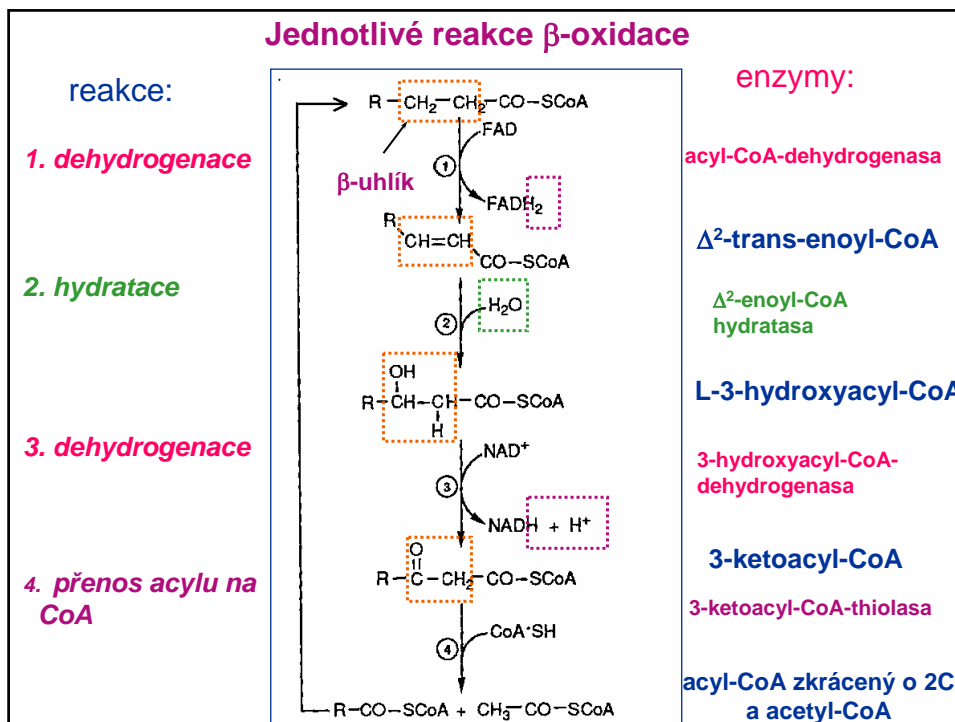 Jednotlivé reakce β-oxidace
reakce:
enzymy:
R–CH₂–CH₂–CO–SCoA
FAD
1. dehydrogenace
acyl-CoA-dehydrogenasa
β-uhlík
1
FADH₂
R
CH=CH
CO–SCoA
Δ²-trans-enoyl-CoA
2. hydratace
H₂O
2
Δ²-enoyl-CoA
hydratasa
OH
R–CH–CH–CO–SCoA
H
L-3-hydroxyacyl-CoA
3. dehydrogenace
NAD⁺
3
3-hydroxyacyl-CoA-
dehydrogenasa
NADH + H⁺
O
R–C–CH₂–CO–SCoA
3-ketoacyl-CoA
4. přenos acylu na
CoA
3-ketoacyl-CoA-thiolasa
CoA·SH
4
acyl-CoA zkrácený o 2C
a acetyl-CoA
R–CO–SCoA + CH₃–CO–SCoA